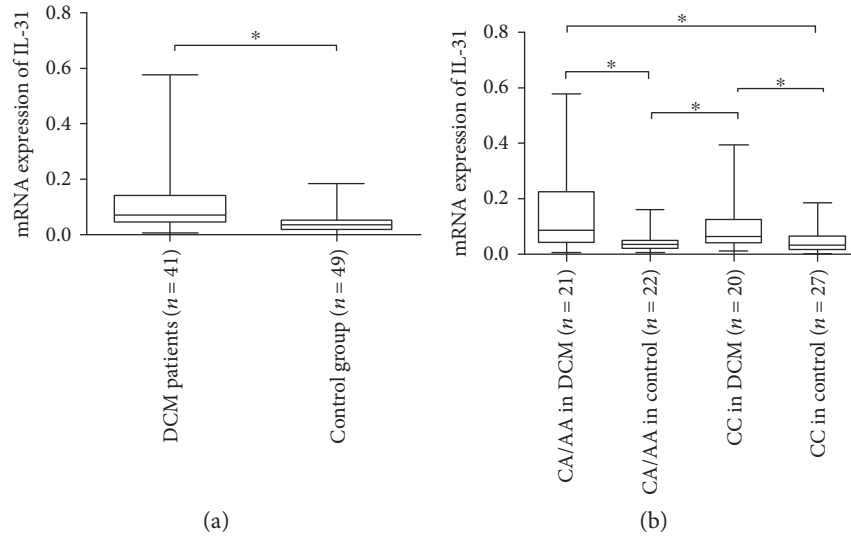 mRNA expression of IL-31
0.8
0.6
0.4
0.2
0.0
*
DCM patients (n = 41)
Control group (n = 49)
(a)
mRNA expression of IL-31
0.8
0.6
0.4
0.2
0.0
*
*
*
*
CA/AA in DCM (n = 21)
CA/AA in control (n = 22)
CC in DCM (n = 20)
CC in control (n = 27)
(b)